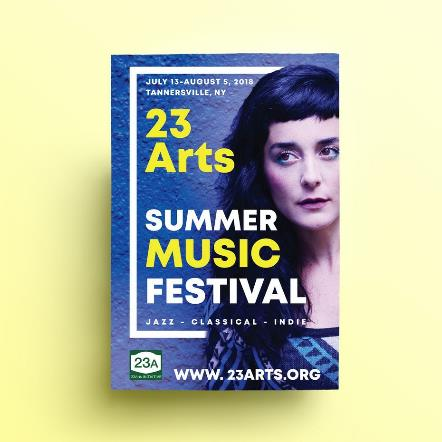 JULY 13-AUGUST 5, 2018
TANNERSVILLE, NY
23
Arts
SUMMER
MUSIC
FESTIVAL
JAZZ - CLASSICAL - INDIE
23A
WWW. 23ARTS.ORG